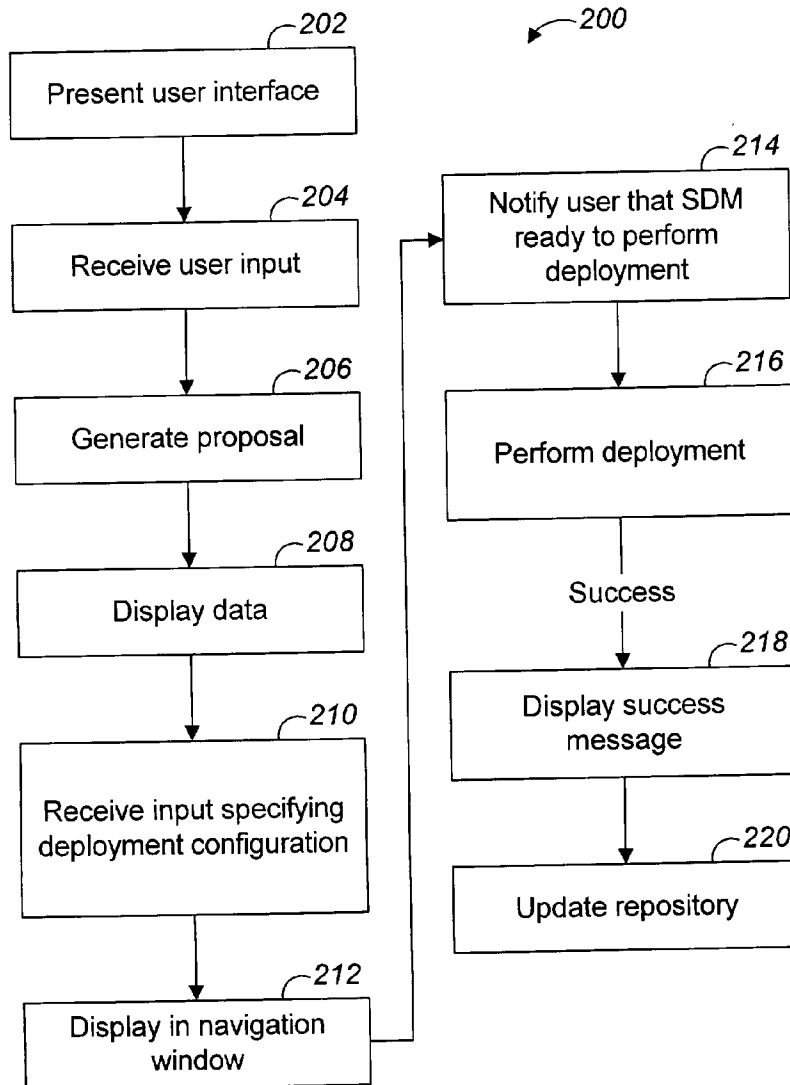 200
202
Present user interface
204
Receive user input
206
Generate proposal
208
Display data
210
Receive input specifying
deployment configuration
212
Display in navigation
window
214
Notify user that SDM
ready to perform
deployment
216
Perform deployment
Success
218
Display success
message
220
Update repository